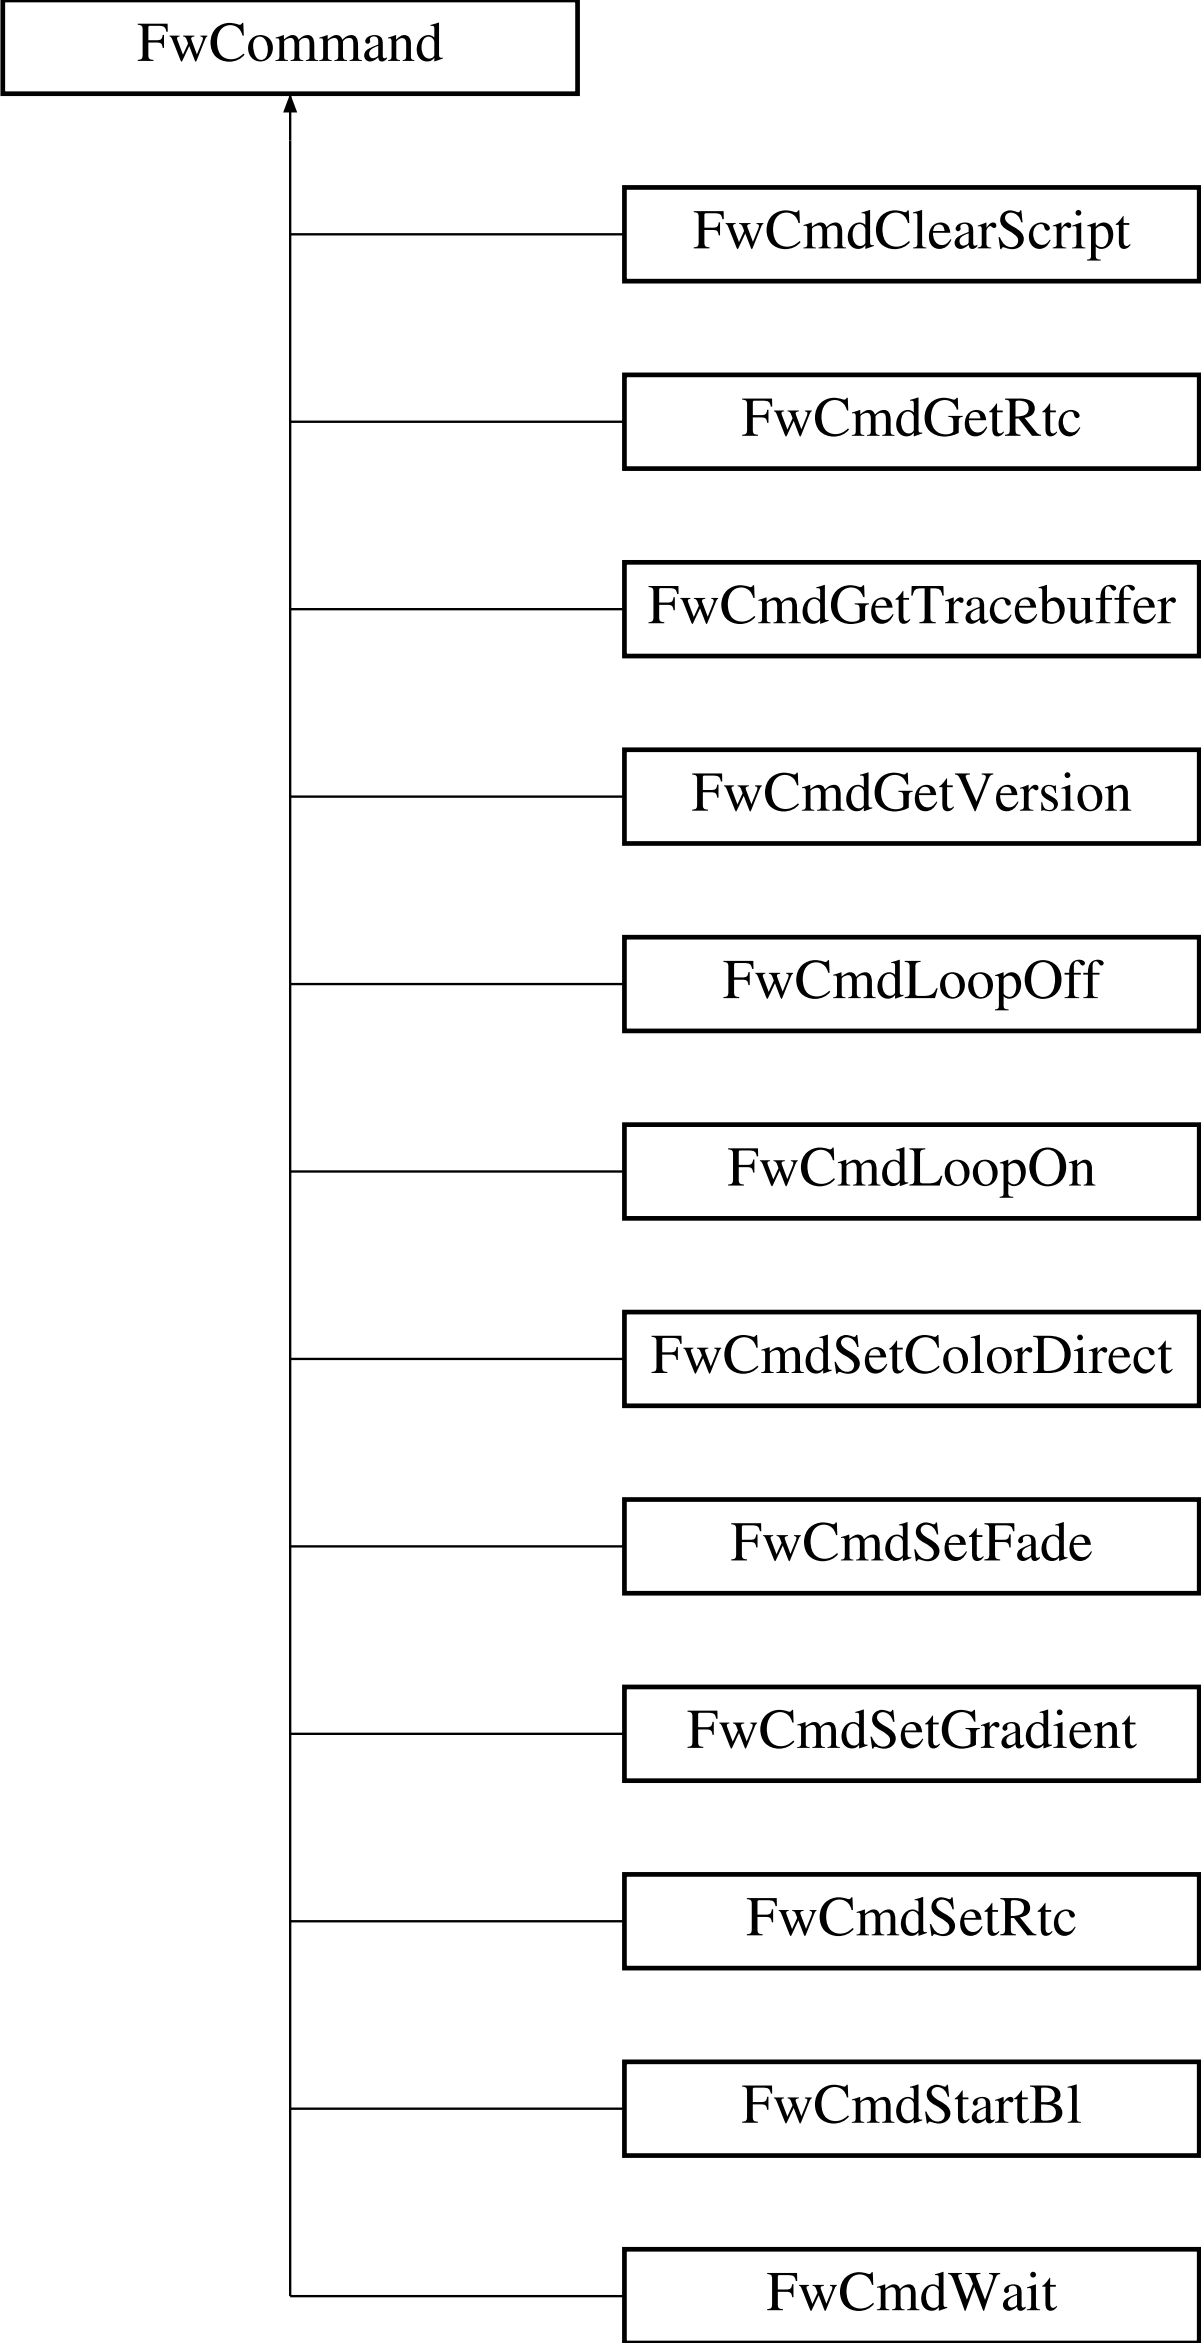 FwCommand
FwCmdClearScript
FwCmdGetRtc
FwCmdGetTracebuffer
FwCmdGetVersion
FwCmdLoopOff
FwCmdLoopOn
FwCmdSetColorDirect
FwCmdSetFade
FwCmdSetGradient
FwCmdSetRtc
FwCmdStartBl
FwCmdWait